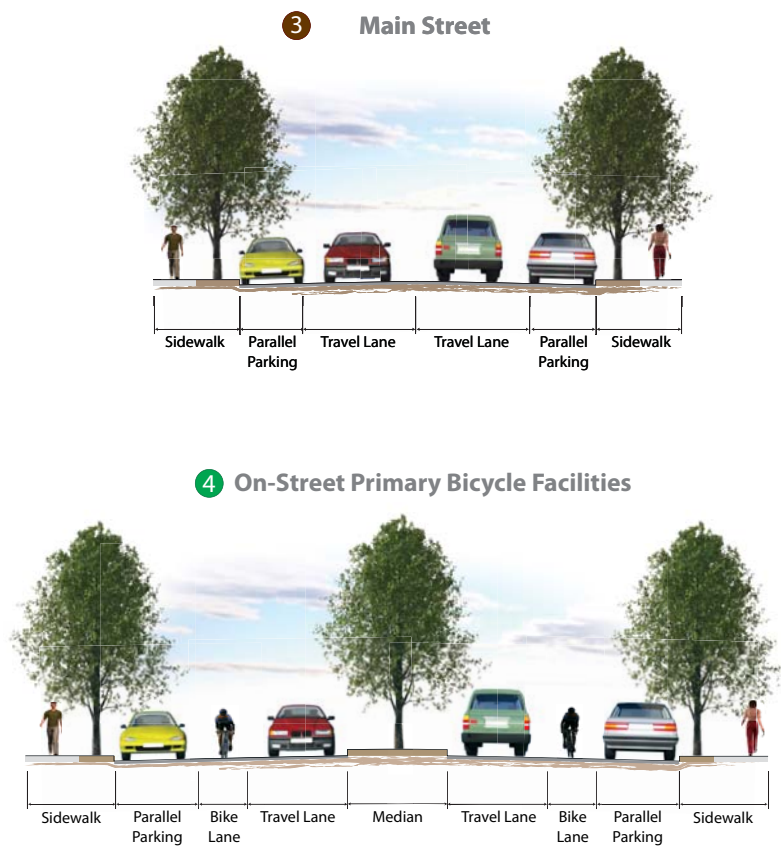 3 Main Street
Sidewalk Parallel Travel Lane Travel Lane Parallel Sidewalk
Parking Parking
4 On-Street Primary Bicycle Facilities
Sidewalk Parallel Bike Travel Lane Median Travel Lane Bike Parallel Sidewalk
Parking Lane Lane Parking